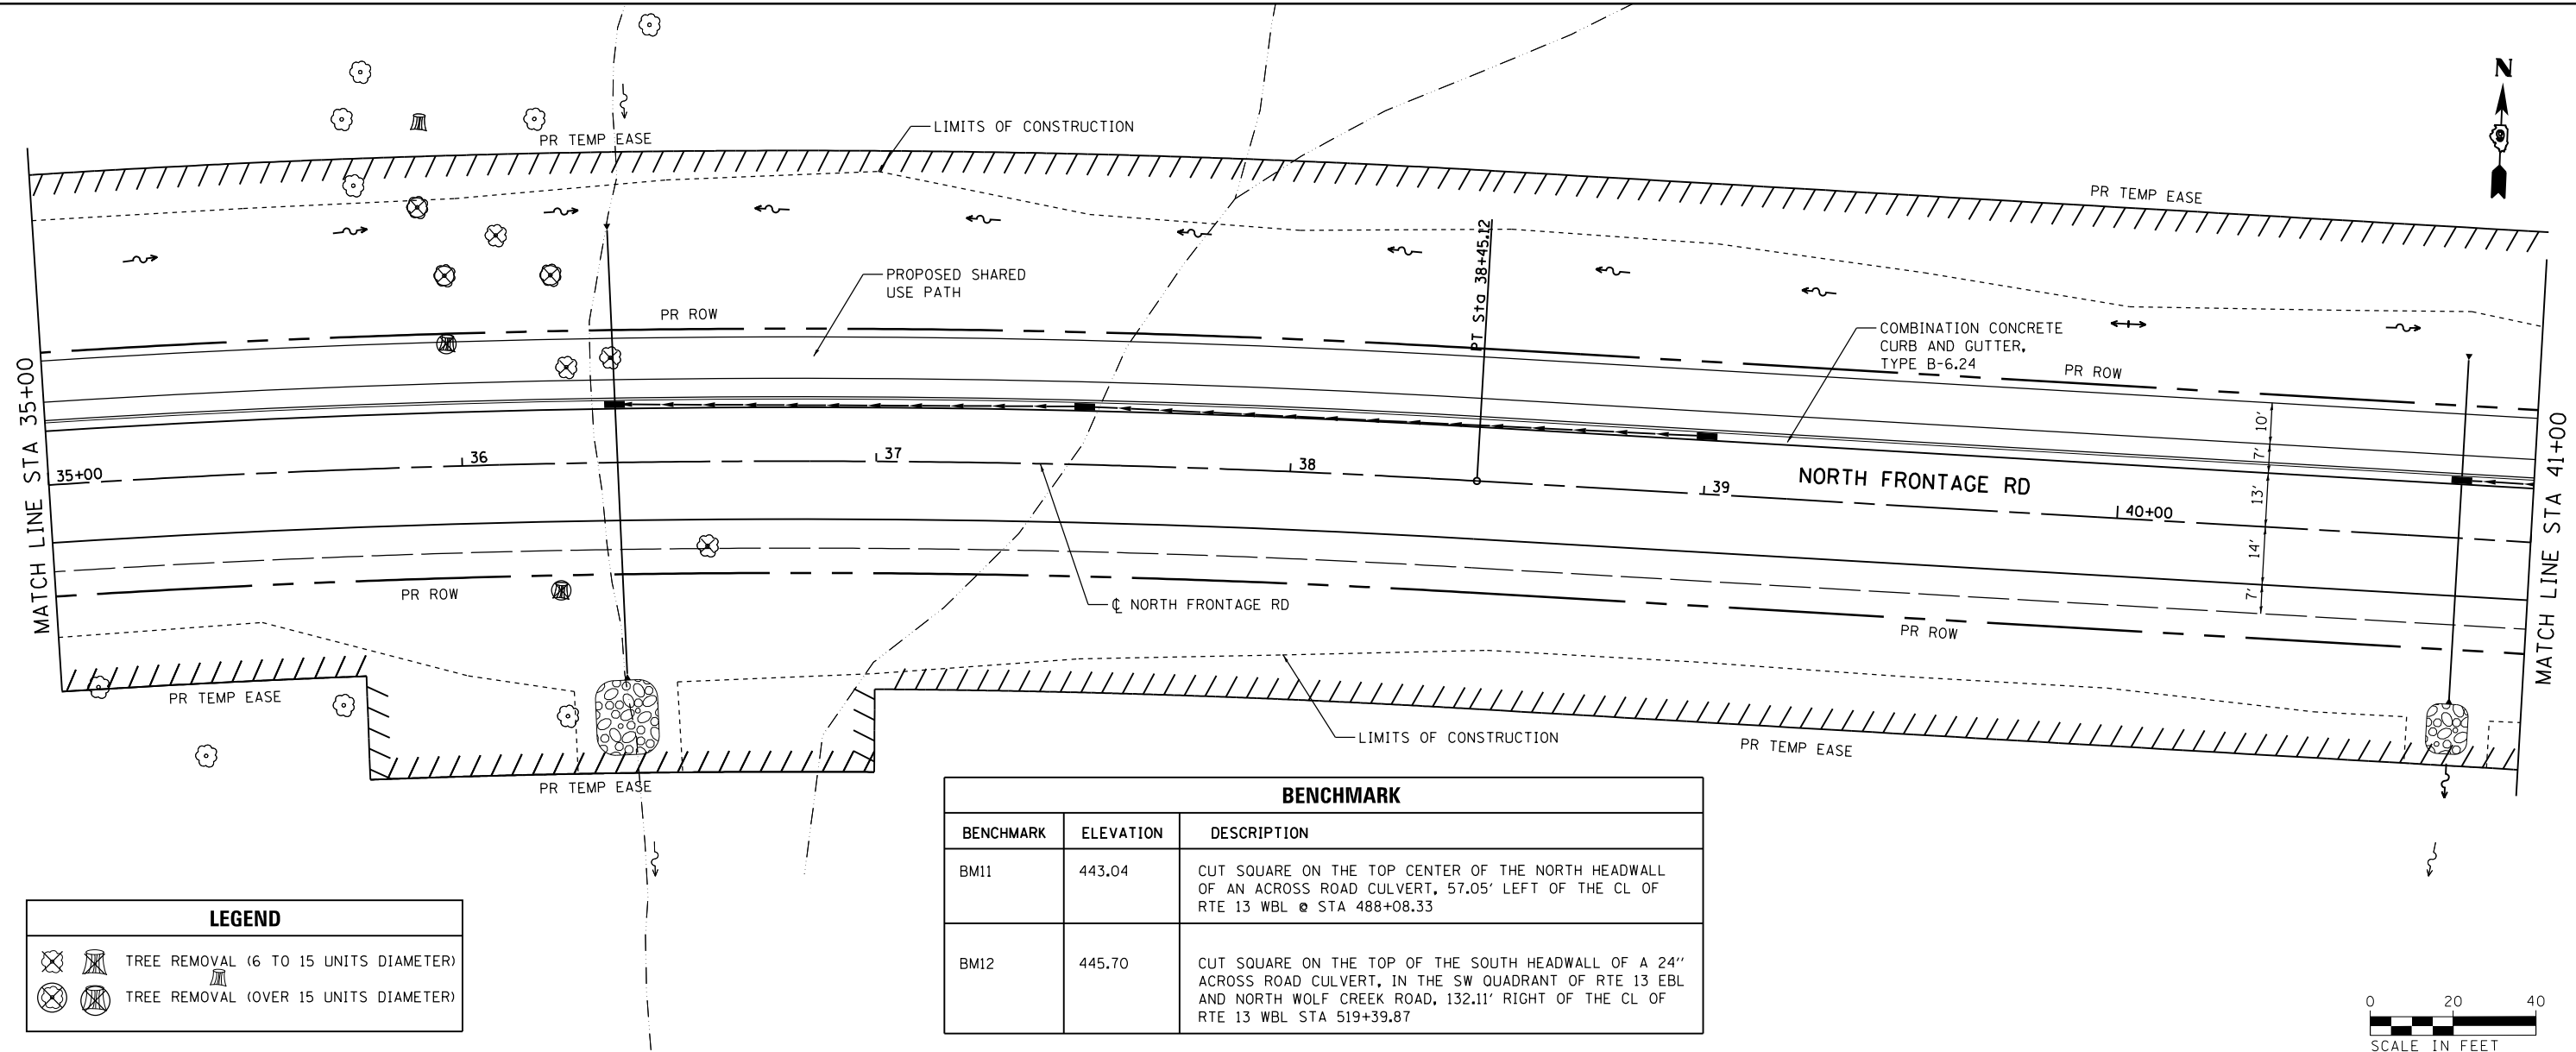 N
LIMITS OF CONSTRUCTION
PR TEMP EASE
PR TEMP EASE
PT Sta 38+45.12
PROPOSED SHARED
USE PATH
PR ROW
COMBINATION CONCRETE
CURB AND GUTTER,
TYPE B-6.24
PR ROW
MATCH LINE STA 35+00
MATCH LINE STA 41+00
10'
7'
13'
14'
7'
35+00
36
37
38
39
40+00
NORTH FRONTAGE RD
PR ROW
℄ NORTH FRONTAGE RD
PR ROW
PR TEMP EASE
LIMITS OF CONSTRUCTION
PR TEMP EASE
PR TEMP EASE
BENCHMARK
BENCHMARK ELEVATION DESCRIPTION
BM11 443.04 CUT SQUARE ON THE TOP CENTER OF THE NORTH HEADWALL
OF AN ACROSS ROAD CULVERT, 57.05' LEFT OF THE CL OF
RTE 13 WBL @ STA 488+08.33
BM12 445.70 CUT SQUARE ON THE TOP OF THE SOUTH HEADWALL OF A 24''
ACROSS ROAD CULVERT, IN THE SW QUADRANT OF RTE 13 EBL
AND NORTH WOLF CREEK ROAD, 132.11' RIGHT OF THE CL OF
RTE 13 WBL STA 519+39.87
LEGEND
TREE REMOVAL (6 TO 15 UNITS DIAMETER)
TREE REMOVAL (OVER 15 UNITS DIAMETER)
0 20 40
SCALE IN FEET